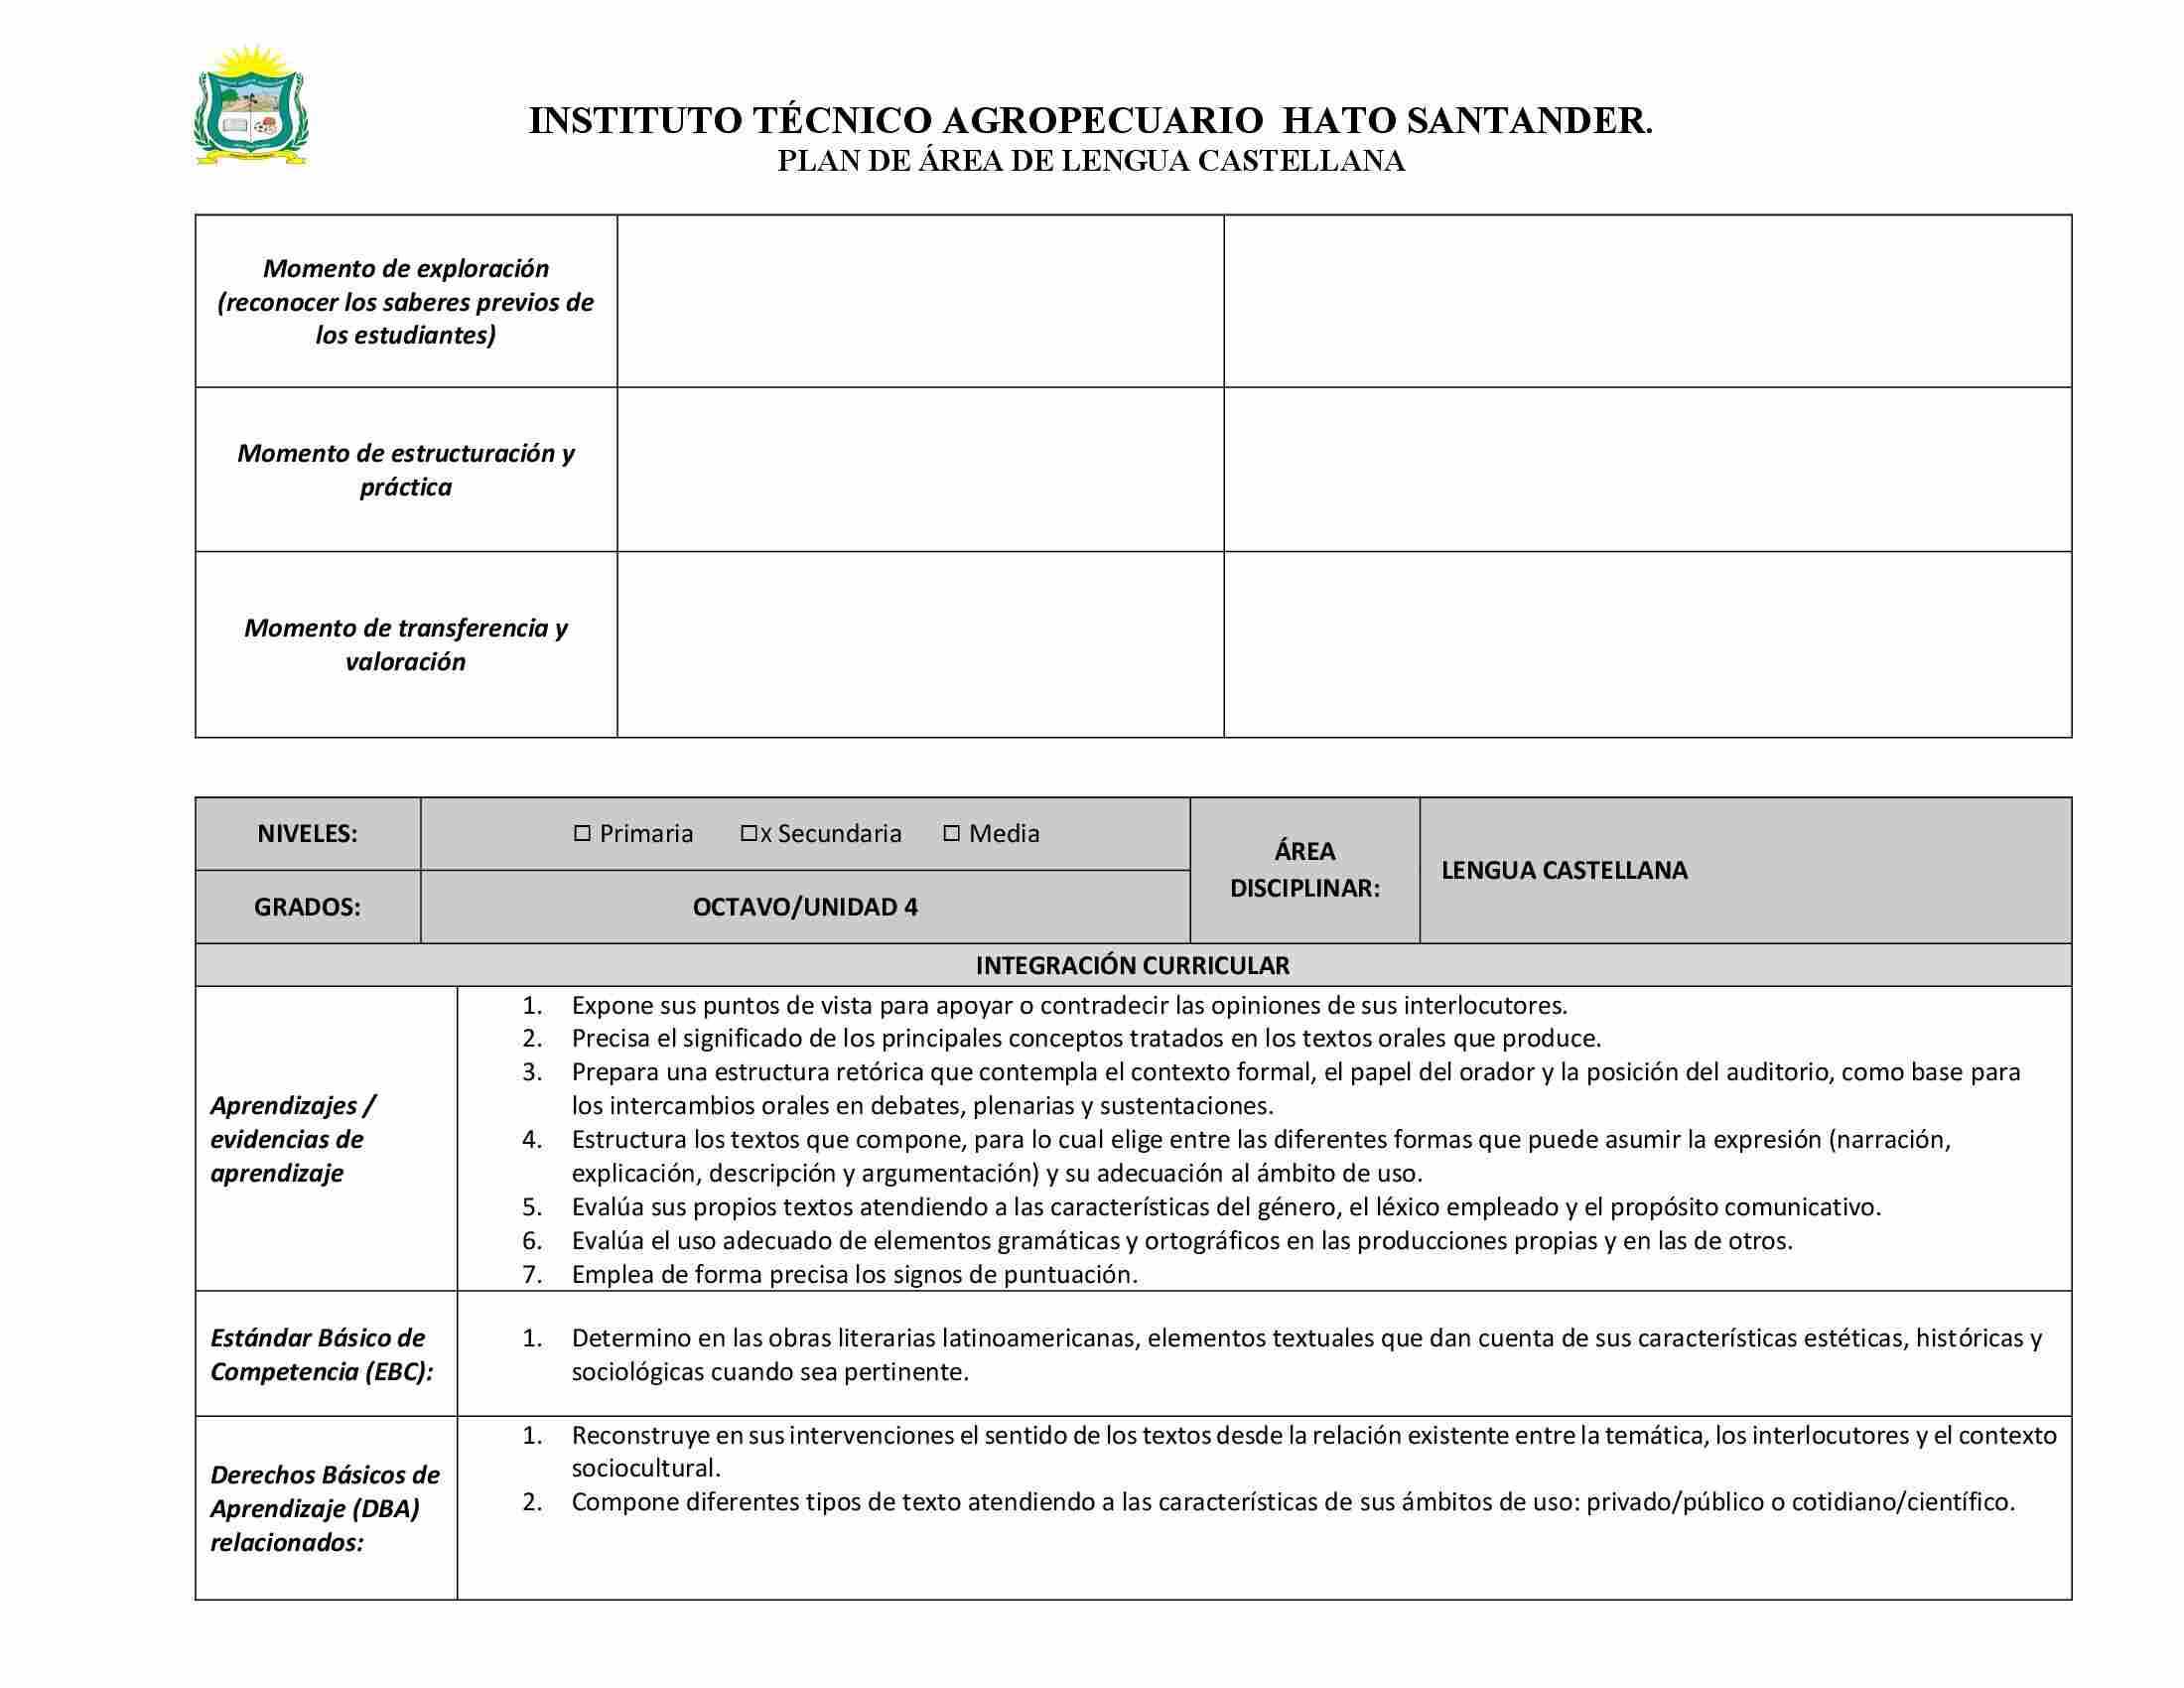 INSTITUTO TÉCNICO AGROPECUARIO HATO SANTANDER.
PLAN DE ÁREA DE LENGUA CASTELLANA
Momento de exploración
(reconocer los saberes previos de
los estudiantes)
Momento de estructuración y
práctica
Momento de transferencia y
valoración
NIVELES:
☐ Primaria ☐x Secundaria ☐ Media
ÁREA
DISCIPLINAR:
LENGUA CASTELLANA
GRADOS:
OCTAVO/UNIDAD 4
INTEGRACIÓN CURRICULAR
Aprendizajes /
evidencias de
aprendizaje
1. Expone sus puntos de vista para apoyar o contradecir las opiniones de sus interlocutores.
2. Precisa el significado de los principales conceptos tratados en los textos orales que produce.
3. Prepara una estructura retórica que contempla el contexto formal, el papel del orador y la posición del auditorio, como base para
los intercambios orales en debates, plenarias y sustentaciones.
4. Estructura los textos que compone, para lo cual elige entre las diferentes formas que puede asumir la expresión (narración,
explicación, descripción y argumentación) y su adecuación al ámbito de uso.
5. Evalúa sus propios textos atendiendo a las características del género, el léxico empleado y el propósito comunicativo.
6. Evalúa el uso adecuado de elementos gramáticas y ortográficos en las producciones propias y en las de otros.
7. Emplea de forma precisa los signos de puntuación.
Estándar Básico de
Competencia (EBC):
1. Determino en las obras literarias latinoamericanas, elementos textuales que dan cuenta de sus características estéticas, históricas y
sociológicas cuando sea pertinente.
Derechos Básicos de
Aprendizaje (DBA)
relacionados:
1. Reconstruye en sus intervenciones el sentido de los textos desde la relación existente entre la temática, los interlocutores y el contexto
sociocultural.
2. Compone diferentes tipos de texto atendiendo a las características de sus ámbitos de uso: privado/público o cotidiano/científico.